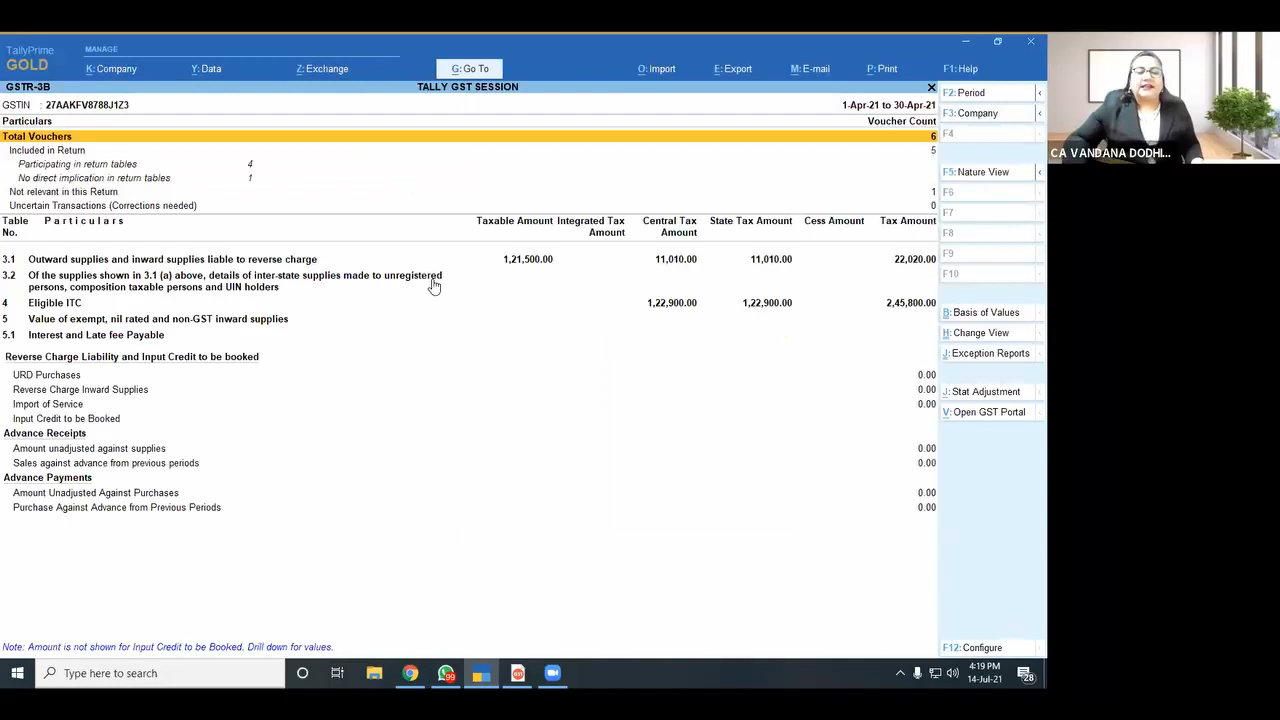 TallyPrime
GOLD
MANAGE
K: Company
Y: Data
Z: Exchange
G: Go To
O: Import
E: Export
M: E-mail
P: Print
F1: Help
GSTR-3B
TALLY GST SESSION
GSTIN : 27AAKFV8788J1Z3
1-Apr-21 to 30-Apr-21
Particulars
Voucher Count
Total Vouchers 6
Included in Return 5
Participating in return tables 4
No direct implication in return tables 1
Not relevant in this Return 1
Uncertain Transactions (Corrections needed) 0
Table Particulars Taxable Amount Integrated Tax Central Tax State Tax Amount Cess Amount Tax Amount
No. Amount Amount
3.1 Outward supplies and inward supplies liable to reverse charge 1,21,500.00 11,010.00 11,010.00 22,020.00
3.2 Of the supplies shown in 3.1 (a) above, details of inter-state supplies made to unregistered
persons, composition taxable persons and UIN holders
4 Eligible ITC 1,22,900.00 1,22,900.00 2,45,800.00
5 Value of exempt, nil rated and non-GST inward supplies
5.1 Interest and Late fee Payable
Reverse Charge Liability and Input Credit to be booked
URD Purchases 0.00
Reverse Charge Inward Supplies 0.00
Import of Service 0.00
Input Credit to be Booked
Advance Receipts
Amount unadjusted against supplies 0.00
Sales against advance from previous periods 0.00
Advance Payments
Amount Unadjusted Against Purchases 0.00
Purchase Against Advance from Previous Periods 0.00
Note: Amount is not shown for Input Credit to be Booked. Drill down for values.
F2: Period
F3: Company
F4
F5: Nature View
F6
F7
F8
F9
F10
B: Basis of Values
H: Change View
J: Exception Reports
J: Stat Adjustment
V: Open GST Portal
F12: Configure
CA VANDANA DODHI...
Type here to search
99
4:19 PM
14-Jul-21
28